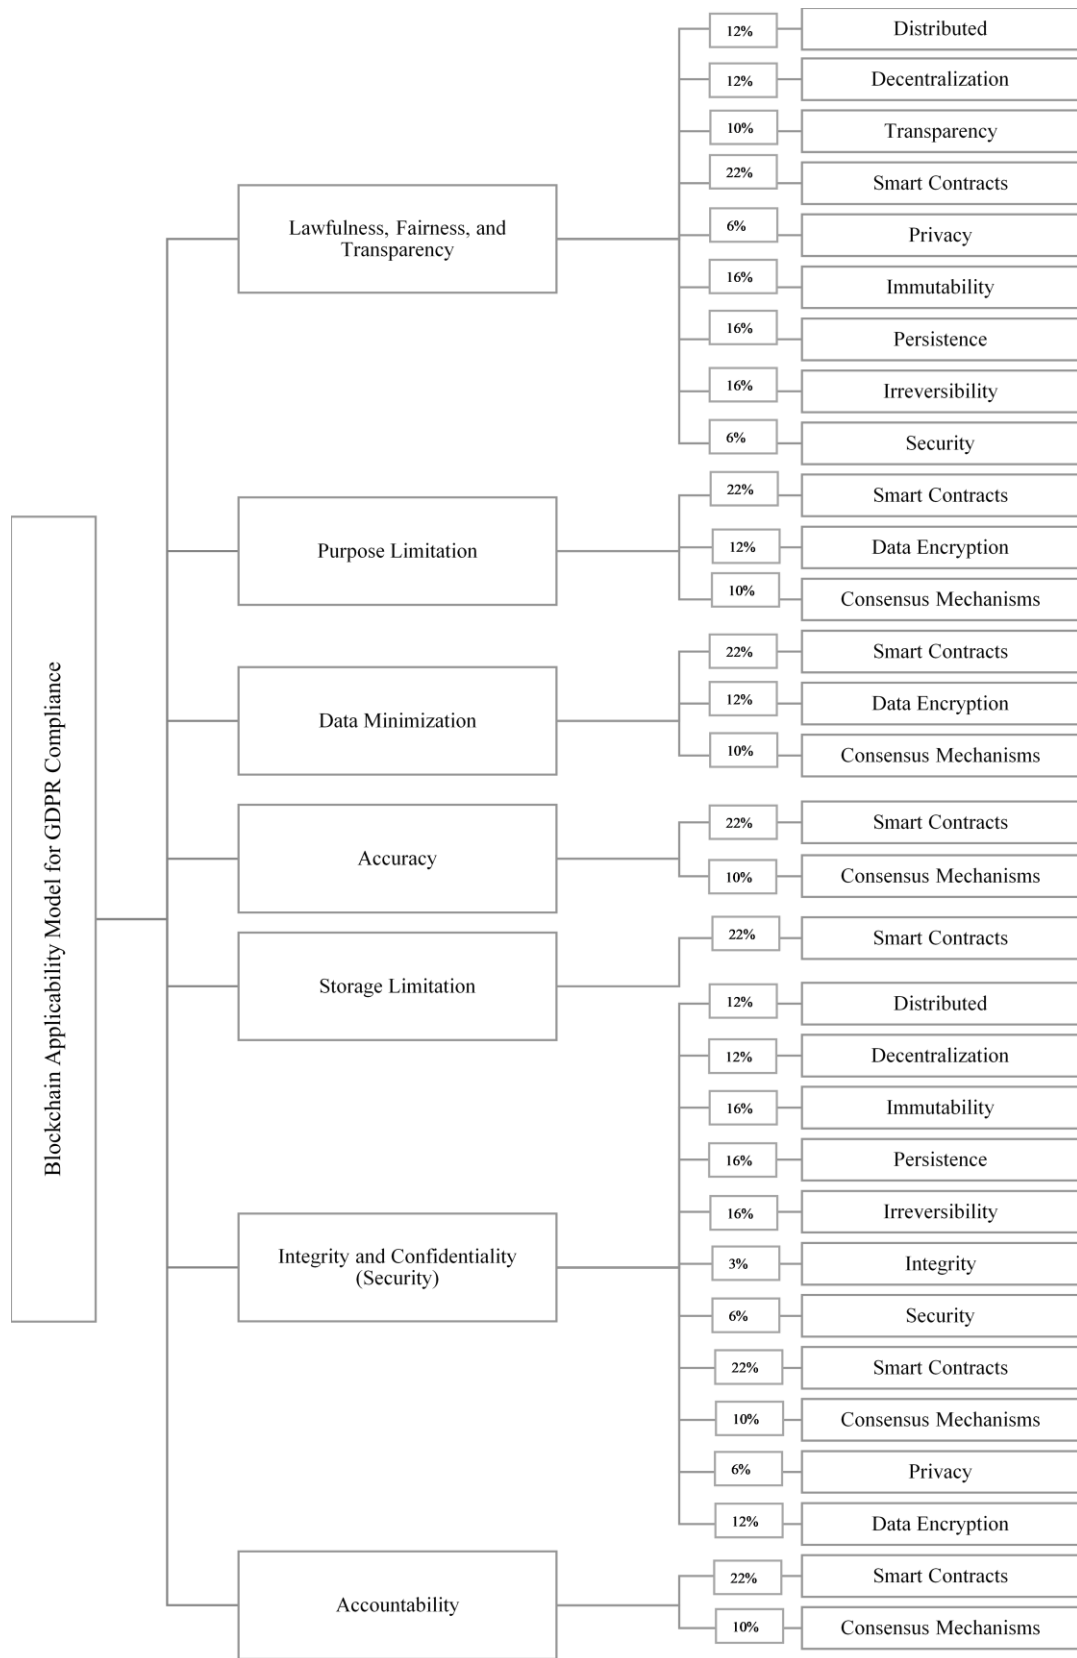 Blockchain Applicability Model for GDPR Compliance
Lawfulness, Fairness, and
Transparency
12%
Distributed
12%
Decentralization
10%
Transparency
22%
Smart Contracts
6%
Privacy
16%
Immutability
16%
Persistence
16%
Irreversibility
6%
Security
Purpose Limitation
22%
Smart Contracts
12%
Data Encryption
10%
Consensus Mechanisms
Data Minimization
22%
Smart Contracts
12%
Data Encryption
10%
Consensus Mechanisms
Accuracy
22%
Smart Contracts
10%
Consensus Mechanisms
Storage Limitation
22%
Smart Contracts
Integrity and Confidentiality
(Security)
12%
Distributed
12%
Decentralization
16%
Immutability
16%
Persistence
16%
Irreversibility
3%
Integrity
6%
Security
22%
Smart Contracts
10%
Consensus Mechanisms
6%
Privacy
12%
Data Encryption
Accountability
22%
Smart Contracts
10%
Consensus Mechanisms